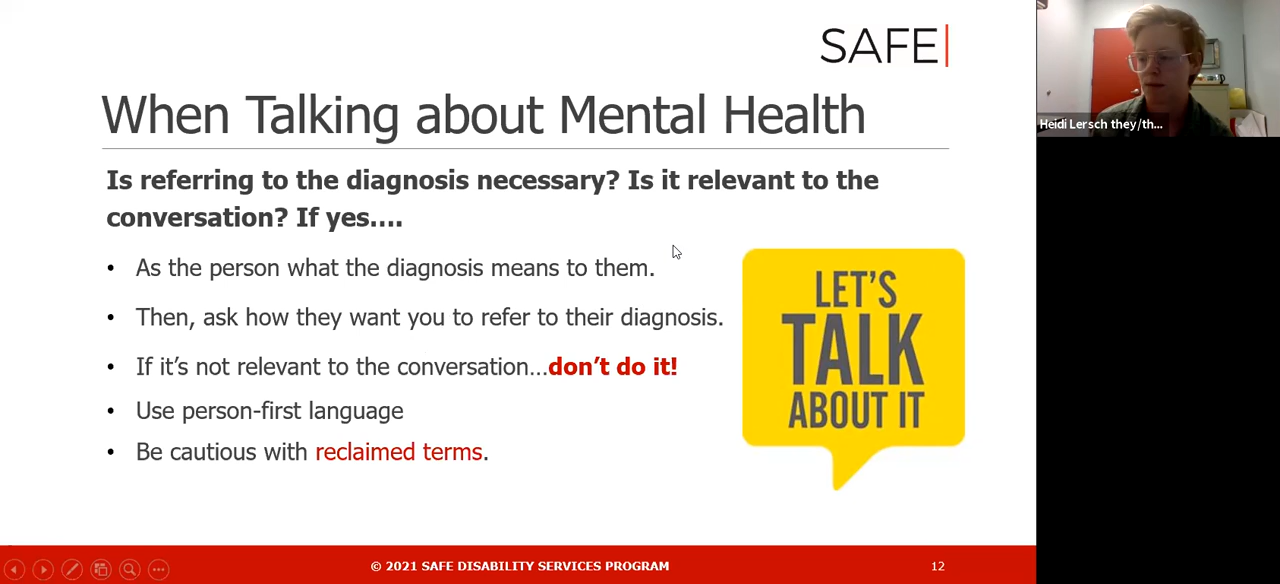 SAFE
When Talking about Mental Health
Is referring to the diagnosis necessary? Is it relevant to the
conversation? If yes....
• As the person what the diagnosis means to them.
• Then, ask how they want you to refer to their diagnosis.
• If it's not relevant to the conversation...don't do it!
• Use person-first language
• Be cautious with reclaimed terms.
LET'S
TALK
ABOUT IT
© 2021 SAFE DISABILITY SERVICES PROGRAM
12
Heidi Lersch they/th...